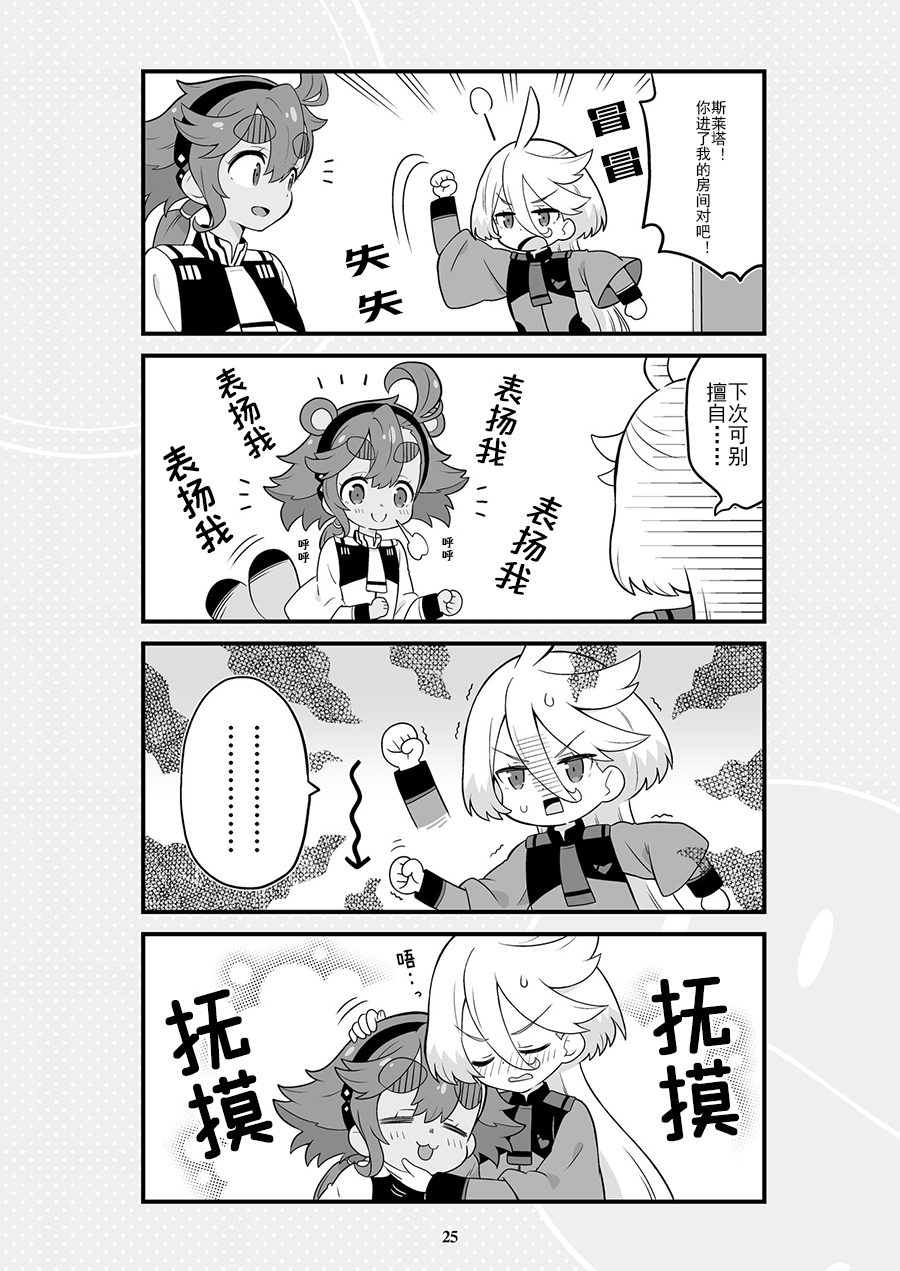 斯莱塔！
你进了我的房间对吧！
冒
冒
失
失
下次可别
擅自……
表扬我
表扬我
表扬我
表扬我
呼呼
呼呼
…………
…………
唔…
抚
摸
抚
摸
25